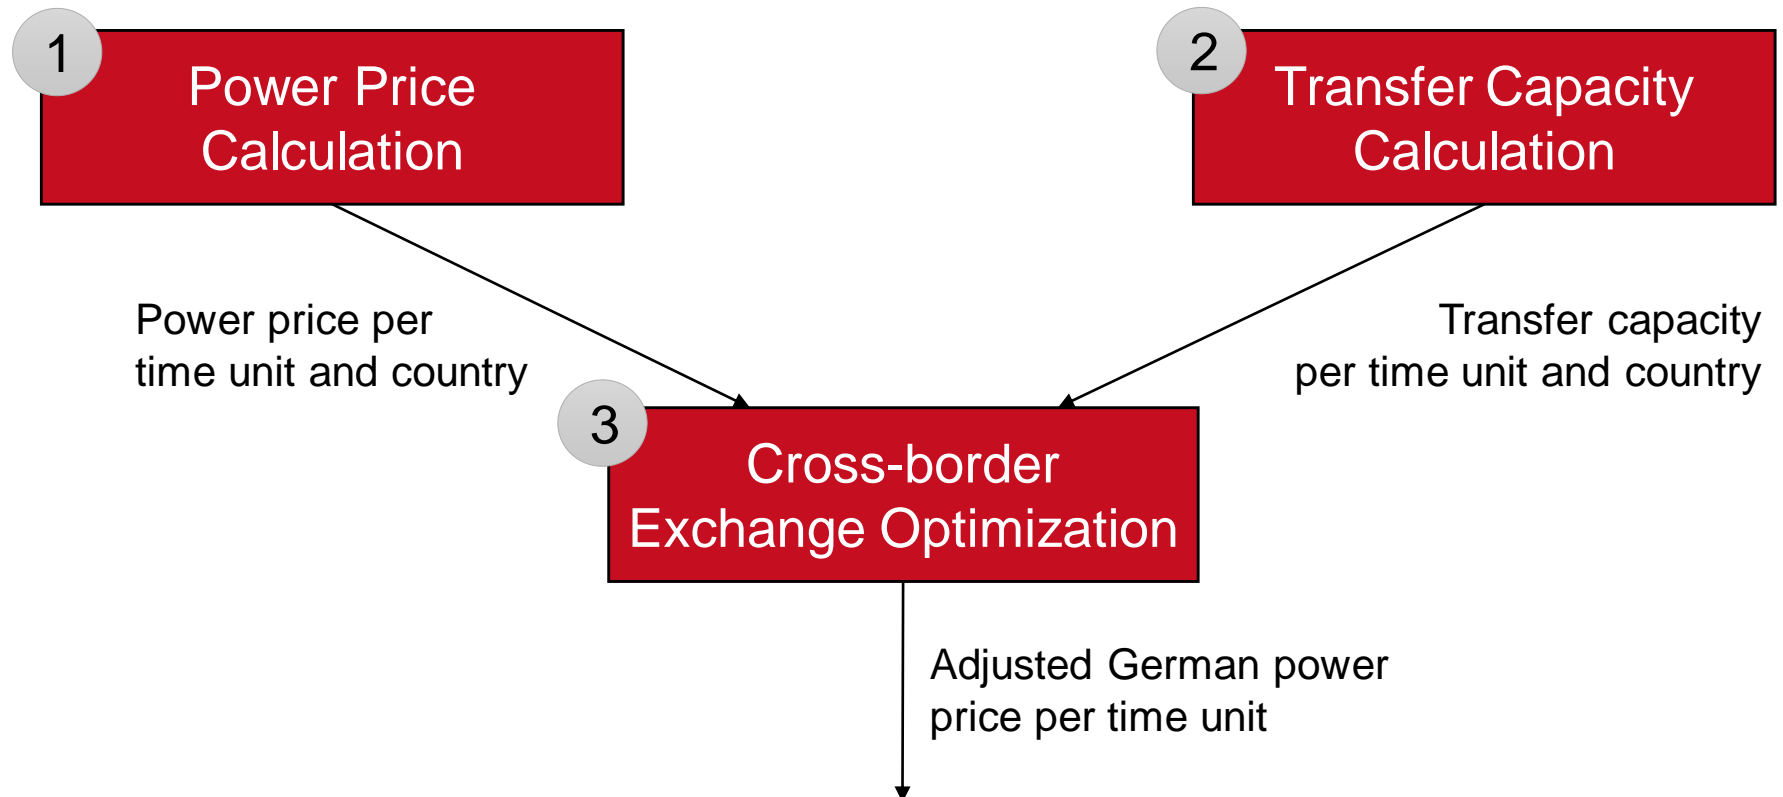 1
Power Price
Calculation
2
Transfer Capacity
Calculation
Power price per
time unit and country
Transfer capacity
per time unit and country
3
Cross-border
Exchange Optimization
Adjusted German power
price per time unit